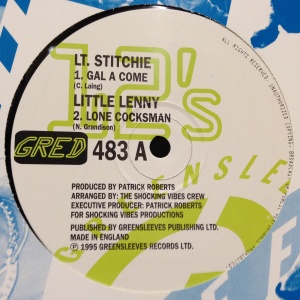 12's
LT. STITCHIE
1. GAL A COME
(C. Laing)
LITTLE LENNY
2. LONE COCKSMAN
(N. Grandison)
GRED 483 A
PRODUCED BY PATRICK ROBERTS
ARRANGED BY: THE SHOCKING VIBES CREW
EXECUTIVE PRODUCER: PATRICK ROBERTS
FOR SHOCKING VIBES PRODUCTIONS
PUBLISHED BY GREENSLEEVES PUBLISHING LTD.
MADE IN ENGLAND
℗ 1995 GREENSLEEVES RECORDS LTD.
ALL RIGHTS RESERVED. UNAUTHORIZED